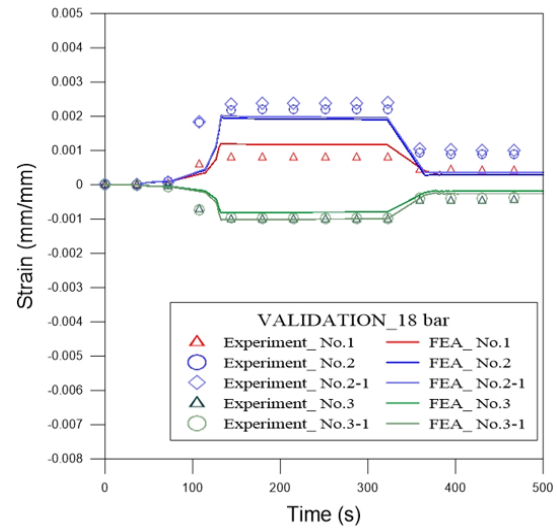 0.005
0.004
0.003
0.002
0.001
0
-0.001
-0.002
-0.003
-0.004
-0.005
-0.006
-0.007
-0.008
Strain (mm/mm)
VALIDATION_18 bar
Experiment_ No.1 FEA_ No.1
Experiment_ No.2 FEA_ No.2
Experiment_ No.2-1 FEA_ No.2-1
Experiment_ No.3 FEA_ No.3
Experiment_ No.3-1 FEA_ No.3-1
0 100 200 300 400 500
Time (s)